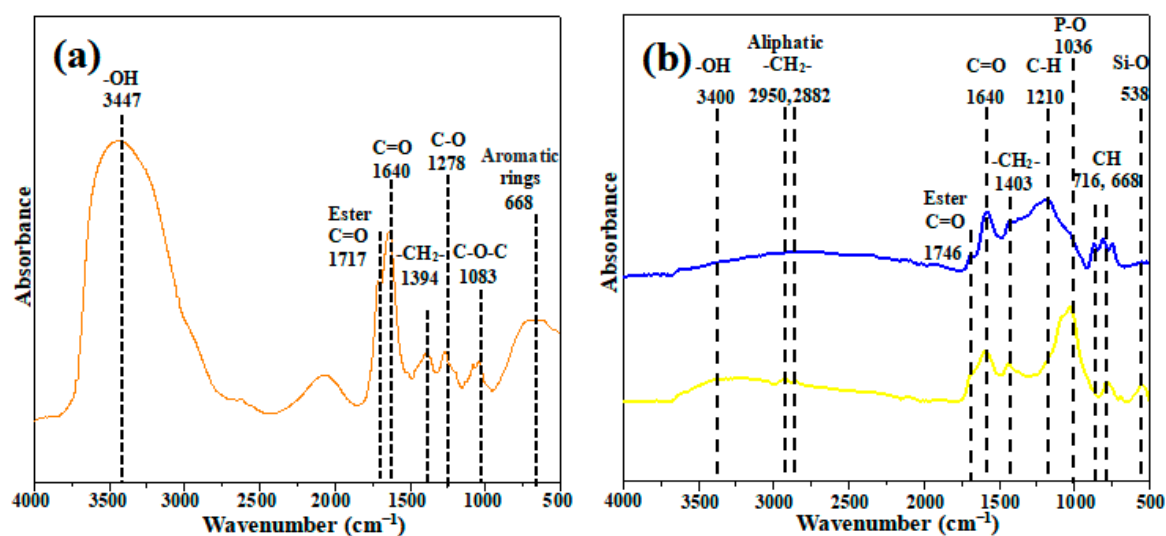 (a)
-OH
3447
C=O
1640
C-O
1278
Aromatic
rings
668
Ester
C=O
1717
-CH2-
1394
C-O-C
1083
Absorbance
4000 3500 3000 2500 2000 1500 1000 500
Wavenumber (cm⁻¹)
(b)
-OH
3400
Aliphatic
-CH2-
2950,2882
C=O
1640
C-H
1210
P-O
1036
Si-O
538
-CH2-
1403
CH
716, 668
Ester
C=O
1746
Absorbance
4000 3500 3000 2500 2000 1500 1000 500
Wavenumber (cm⁻¹)